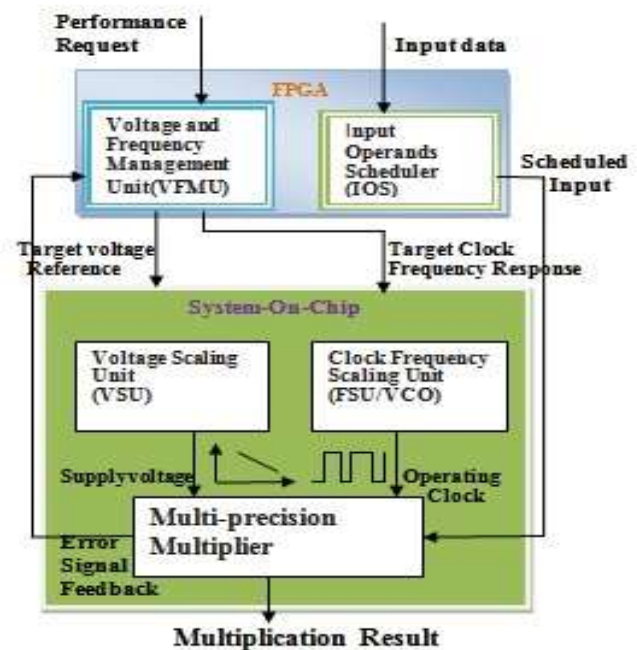 Performance
Request
Input data
FPGA
Voltage and
Frequency
Management
Unit(VFMU)
Input
Operands
Scheduler
(IOS)
Scheduled
Input
Target voltage
Reference
Target Clock
Frequency Response
System-On-Chip
Voltage Scaling
Unit
(VSU)
Clock Frequency
Scaling Unit
(FSU/VCO)
Supplyvoltage
Operating
Clock
Multi-precision
Multiplier
Error
Signal
Feedback
Multiplication Result